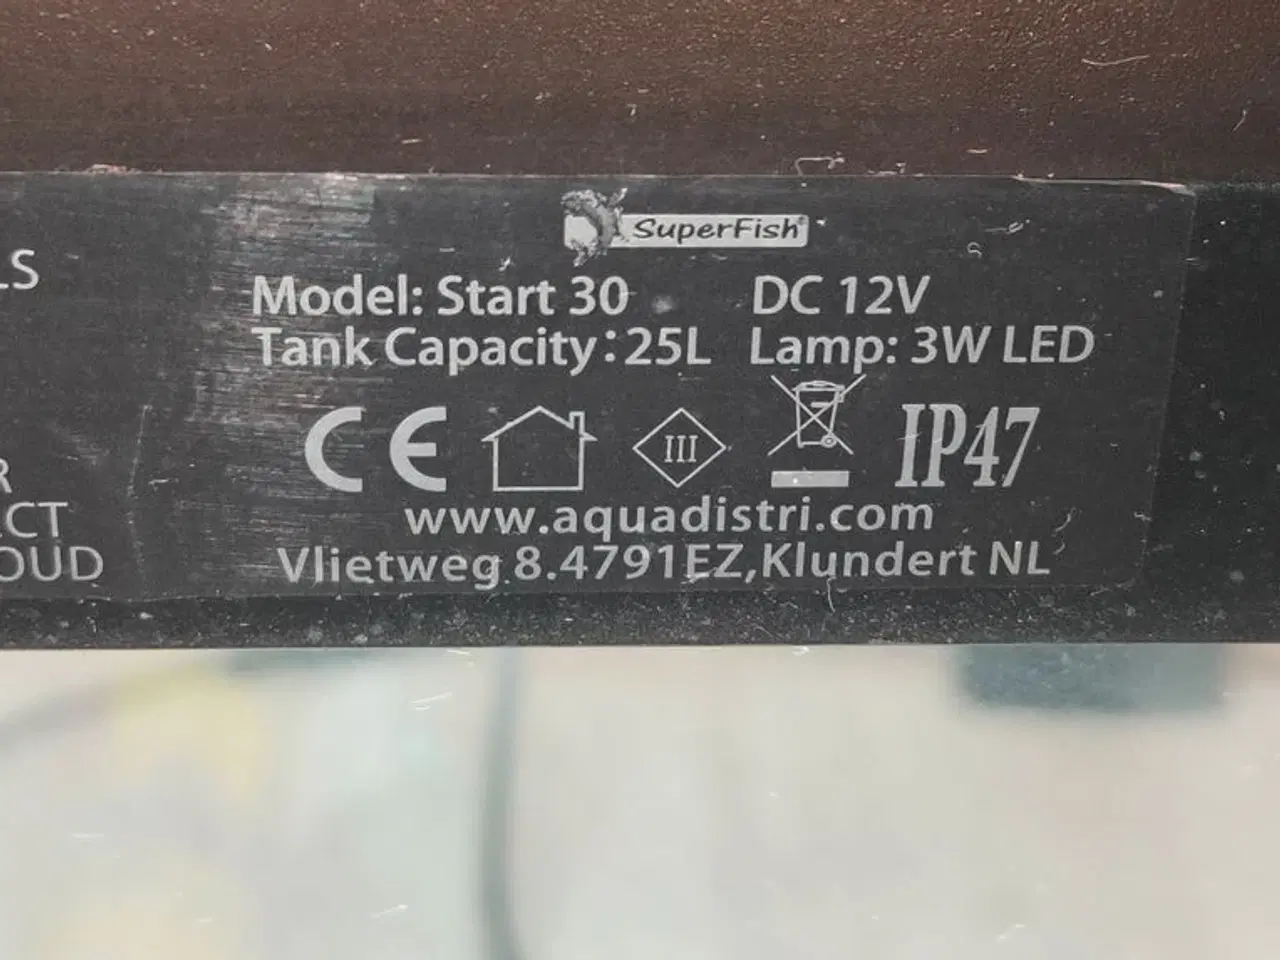 SuperFish
Model: Start 30 DC 12V
Tank Capacity: 25L Lamp: 3W LED
CE III IP47
www.aquadistri.com
Vlietweg 8.4791EZ,Klundert NL
LS
R
ECT
OUD